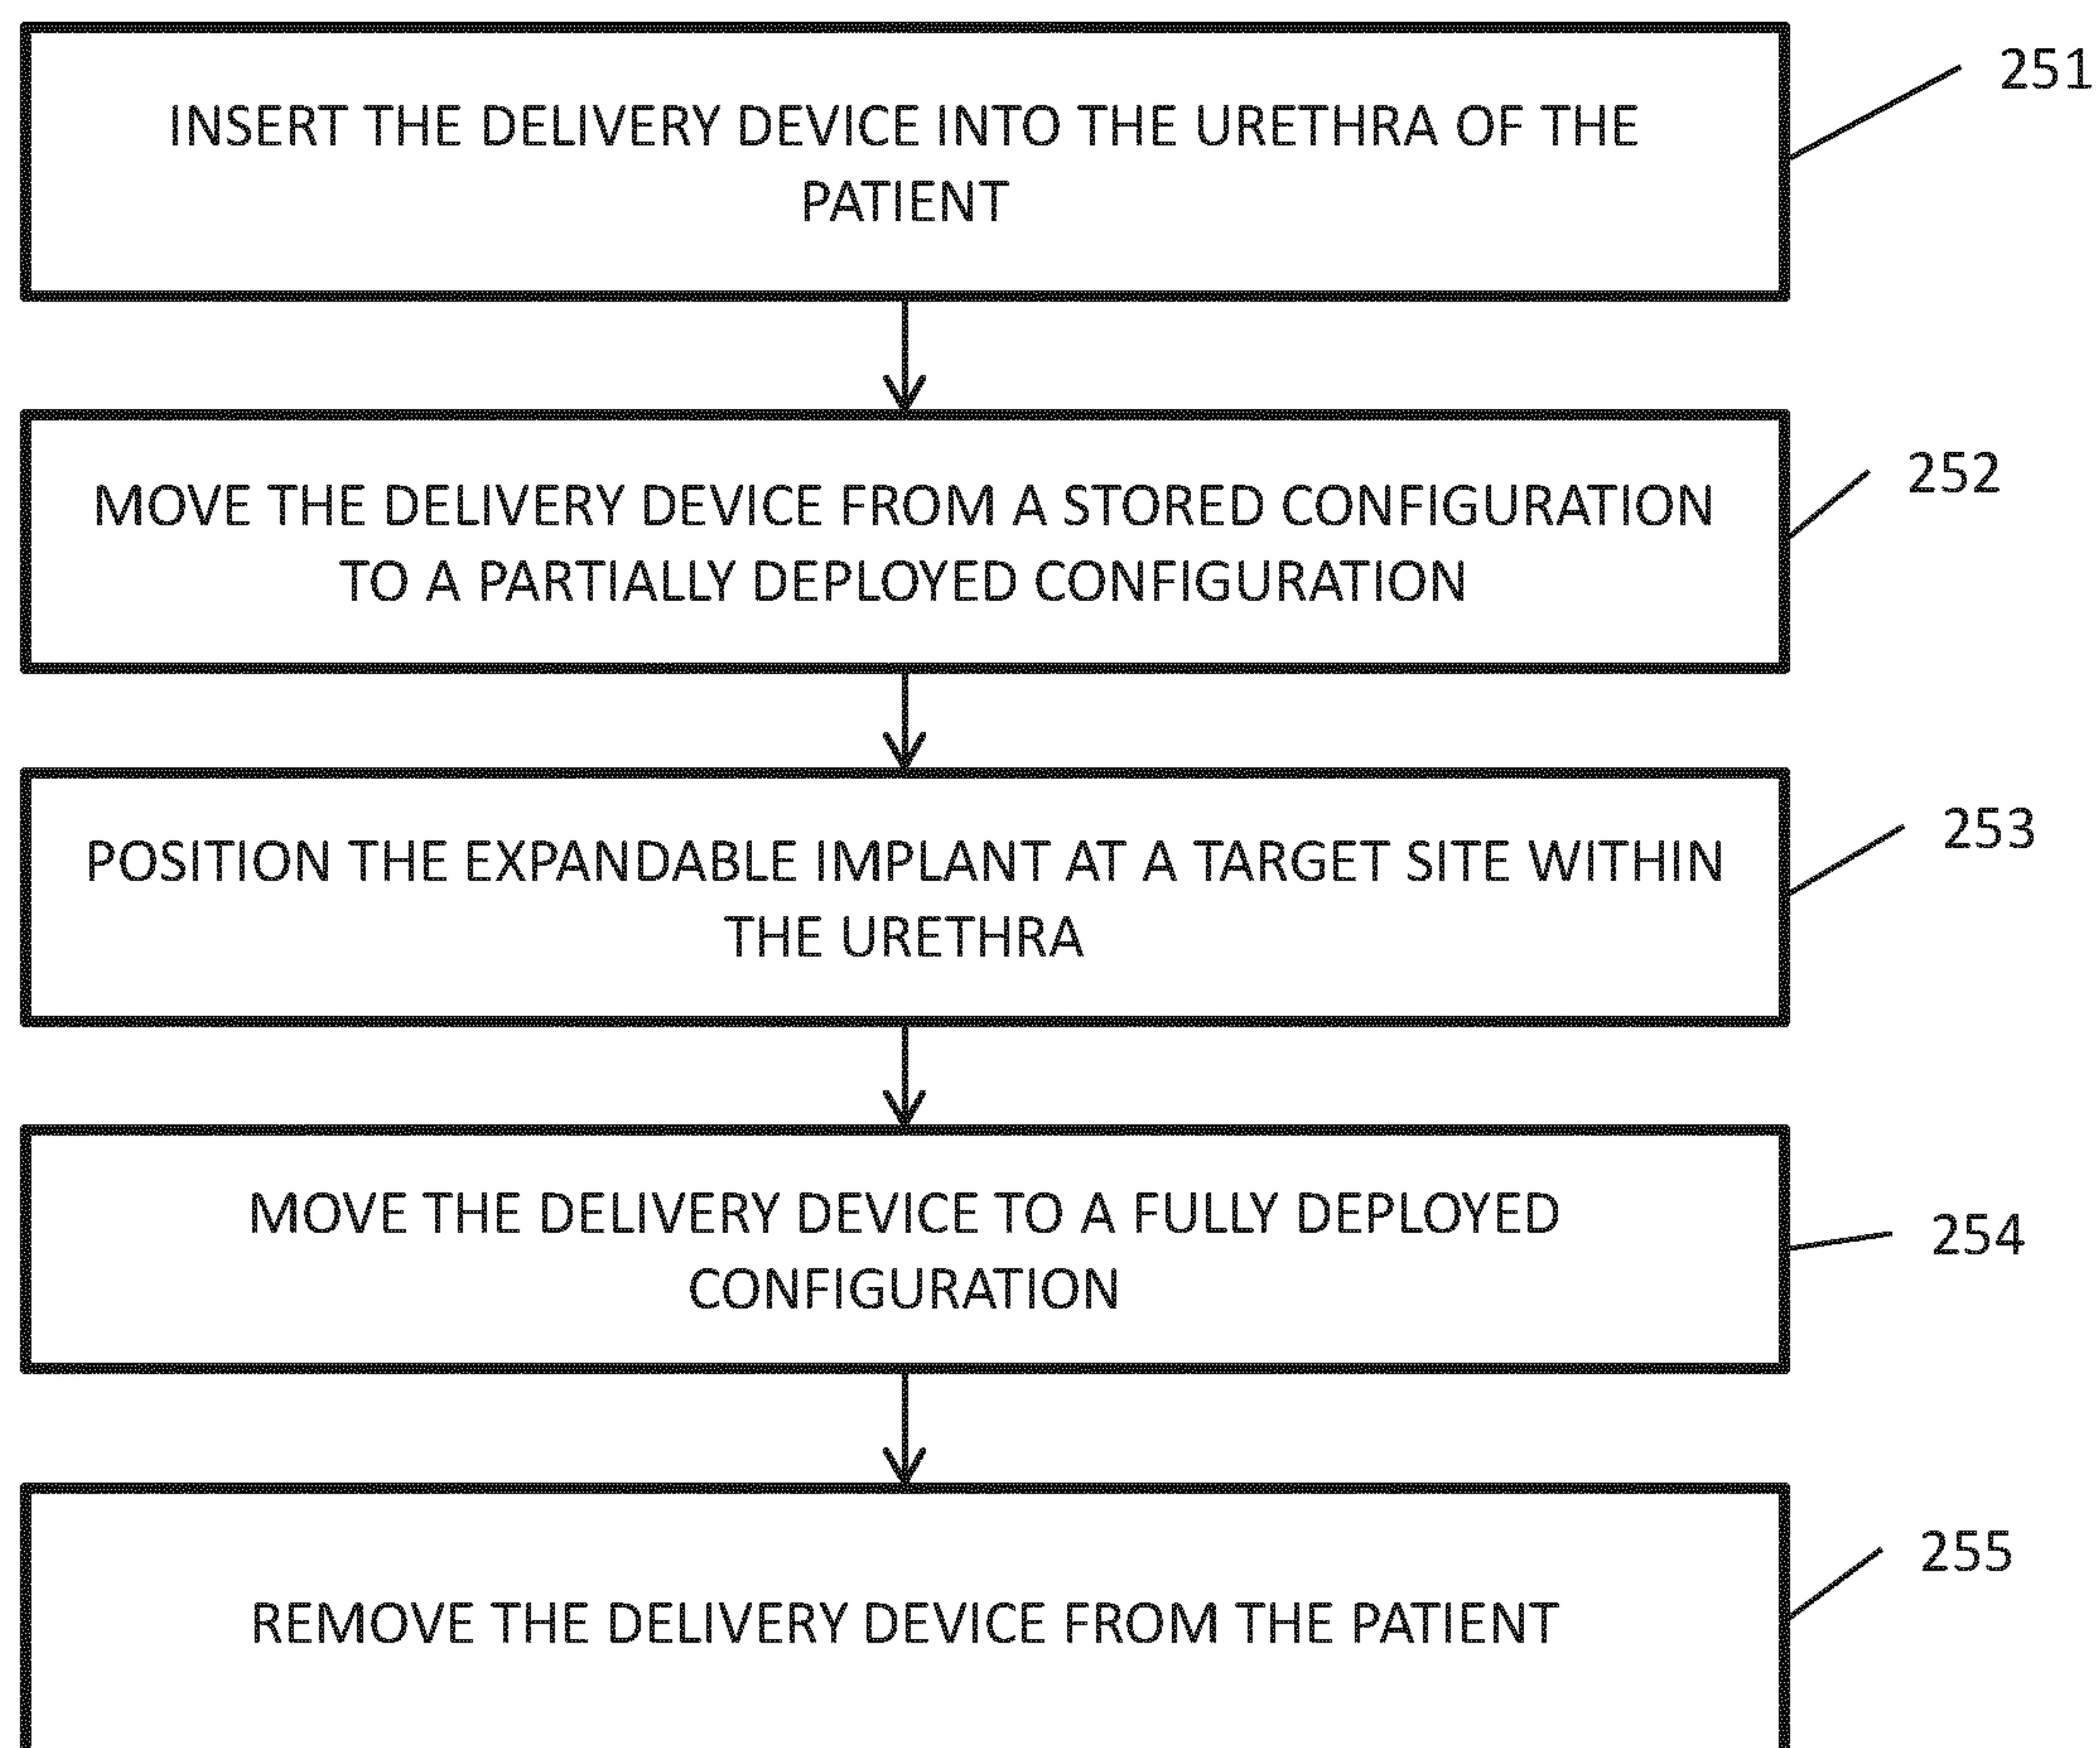 251
INSERT THE DELIVERY DEVICE INTO THE URETHRA OF THE
PATIENT
252
MOVE THE DELIVERY DEVICE FROM A STORED CONFIGURATION
TO A PARTIALLY DEPLOYED CONFIGURATION
253
POSITION THE EXPANDABLE IMPLANT AT A TARGET SITE WITHIN
THE URETHRA
254
MOVE THE DELIVERY DEVICE TO A FULLY DEPLOYED
CONFIGURATION
255
REMOVE THE DELIVERY DEVICE FROM THE PATIENT